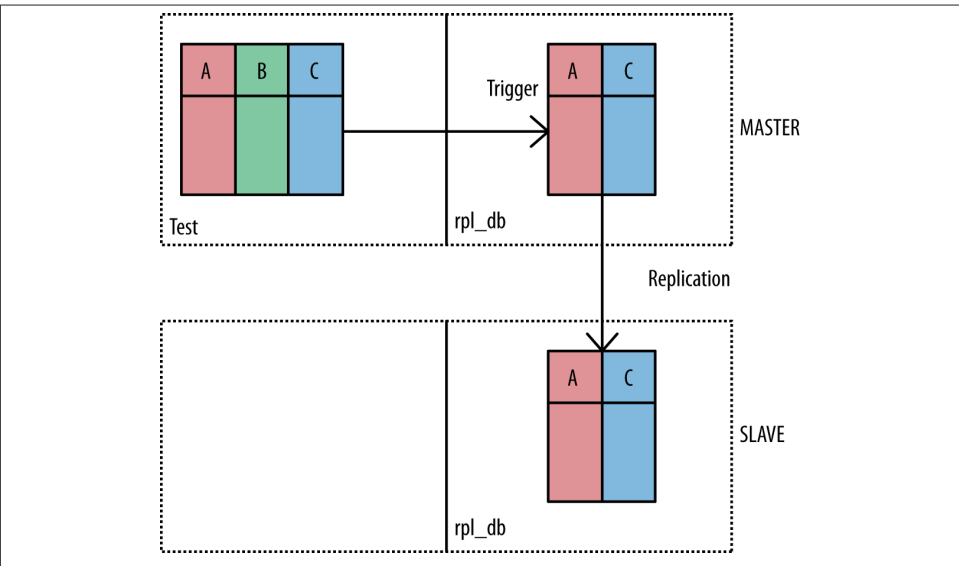 A B C
Trigger
A C
MASTER
Test
rpl_db
Replication
A C
SLAVE
rpl_db